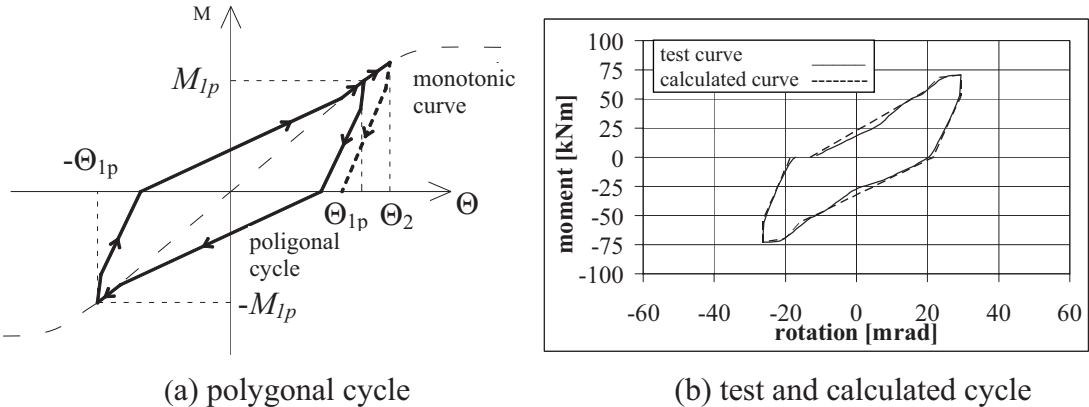 M
M1p
monotonic
curve
-Θ1p
Θ1p
Θ2
Θ
poligonal
cycle
-M1p
(a) polygonal cycle
100
75
50
25
0
-25
-50
-75
-100
moment [kNm]
test curve
calculated curve
-60 -40 -20 0 20 40 60
rotation [mrad]
(b) test and calculated cycle